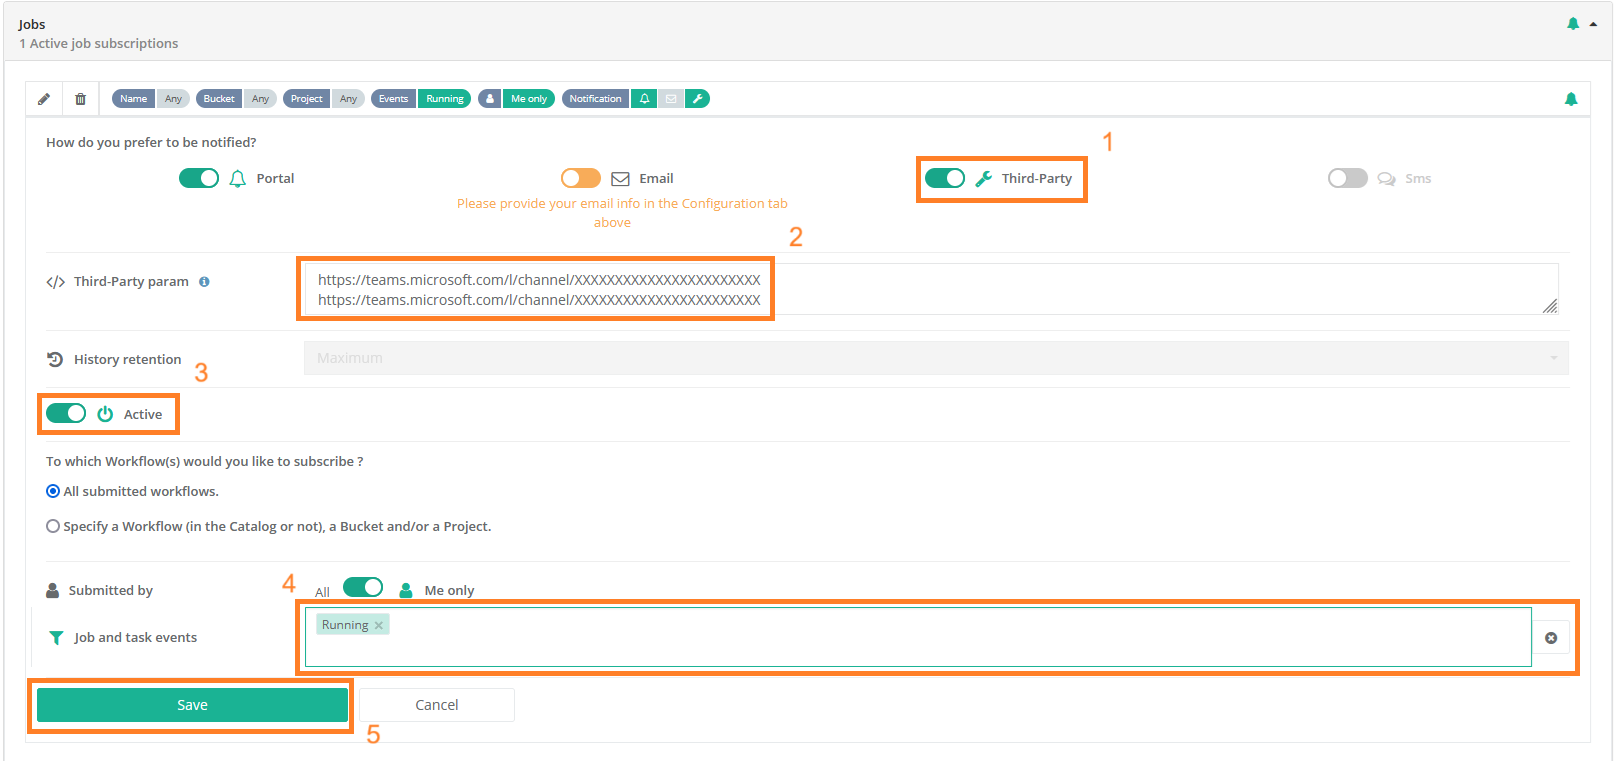 Jobs
1 Active job subscriptions
Name Any Bucket Any Project Any Events Running Me only Notification
How do you prefer to be notified?
1
Portal Email Third-Party Sms
Please provide your email info in the Configuration tab
above
2
Third-Party param
https://teams.microsoft.com/l/channel/XXXXXXXXXXXXXXXXXXXXXXX
https://teams.microsoft.com/l/channel/XXXXXXXXXXXXXXXXXXXXXXX
History retention Maximum
3
Active
To which Workflow(s) would you like to subscribe ?
All submitted workflows.
Specify a Workflow (in the Catalog or not), a Bucket and/or a Project.
4
Submitted by All Me only
Running
Job and task events
Save Cancel
5